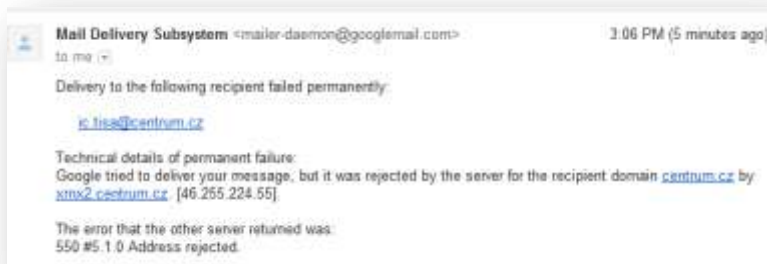 Mail Delivery Subsystem <mailer-daemon@googlemail.com> 3:06 PM (5 minutes ago)
to me
Delivery to the following recipient failed permanently:
ic.tisa@centrum.cz
Technical details of permanent failure:
Google tried to deliver your message, but it was rejected by the server for the recipient domain centrum.cz by
xmx2.centrum.cz. [46.255.224.55].
The error that the other server returned was:
550 #5.1.0 Address rejected.